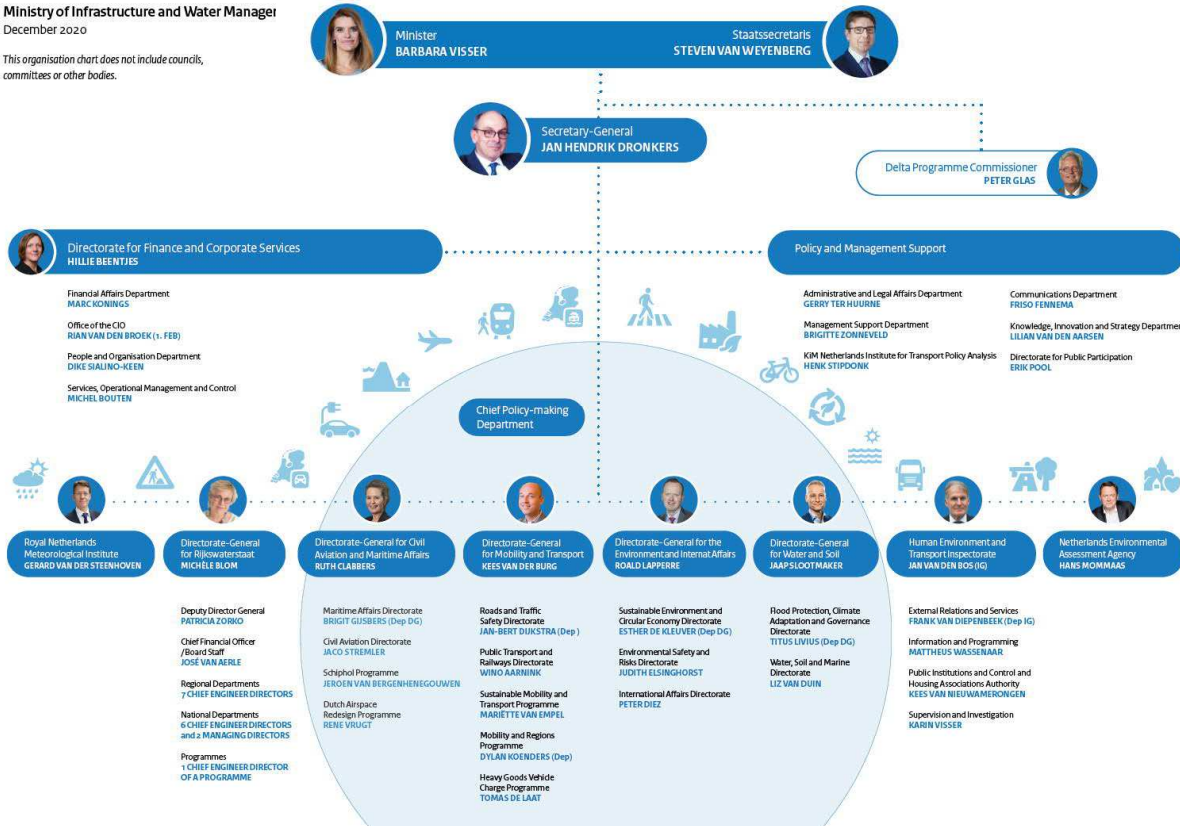 Ministry of Infrastructure and Water Manager
December 2020
This organisation chart does not include councils,
committees or other bodies.
Minister
BARBARA VISSER
Staatssecretaris
STEVEN VAN WEYENBERG
Secretary-General
JAN HENDRIK DRONKERS
Delta Programme Commissioner
PETER GLAS
Directorate for Finance and Corporate Services
HILLIE BEENTJES
Financial Affairs Department
MARC KONINGS
Office of the CIO
RIAN VAN DEN BROEK (1. FEB)
People and Organisation Department
DIKE SIALINO-KEEN
Services, Operational Management and Control
MICHEL BOUTEN
Policy and Management Support
Administrative and Legal Affairs Department
GERRY TER HUURNE
Management Support Department
BRIGITTE ZONNEVELD
KiM Netherlands Institute for Transport Policy Analysis
HENK STIPDONK
Communications Department
FRISO FENNEMA
Knowledge, Innovation and Strategy Departmen
LILIAN VAN DEN AARSEN
Directorate for Public Participation
ERIK POOL
Chief Policy-making
Department
Royal Netherlands
Meteorological Institute
GERARD VAN DER STEENHOVEN
Directorate-General
for Rijkswaterstaat
MICHÈLE BLOM
Deputy Director General
PATRICIA ZORKO
Chief Financial Officer
/Board Staff
JOSÉ VAN AERLE
Regional Departments
7 CHIEF ENGINEER DIRECTORS
National Departments
6 CHIEF ENGINEER DIRECTORS
and 2 MANAGING DIRECTORS
Programmes
1 CHIEF ENGINEER DIRECTOR
OF A PROGRAMME
Directorate-General for Civil
Aviation and Maritime Affairs
RUTH CLABBERS
Maritime Affairs Directorate
BRIGIT GIJSBERS (Dep DG)
Civil Aviation Directorate
JACO STREMLER
Schiphol Programme
JEROEN VAN BERGENHENEGOUWEN
Dutch Airspace
Redesign Programme
RENE VRUGT
Directorate-General
for Mobility and Transport
KEES VAN DER BURG
Roads and Traffic
Safety Directorate
JAN-BERT DIJKSTRA (Dep )
Public Transport and
Railways Directorate
WINO AARNINK
Sustainable Mobility and
Transport Programme
MARIËTTE VAN EMPEL
Mobility and Regions
Programme
DYLAN KOENDERS (Dep)
Heavy Goods Vehicle
Charge Programme
TOMAS DE LAAT
Directorate-General for the
Environment and Internat Affairs
ROALD LAPPERRE
Sustainable Environment and
Circular Economy Directorate
ESTHER DE KLEUVER (Dep DG)
Environmental Safety and
Risks Directorate
JUDITH ELSINGHORST
International Affairs Directorate
PETER DIEZ
Directorate-General
for Water and Soil
JAAP SLOOTMAKER
Flood Protection, Climate
Adaptation and Governance
Directorate
TITUS LIVIUS (Dep DG)
Water, Soil and Marine
Directorate
LIZ VAN DUIN
Human Environment and
Transport Inspectorate
JAN VAN DEN BOS (IG)
External Relations and Services
FRANK VAN DIEPENBEEK (Dep IG)
Information and Programming
MATTHEUS WASSENAAR
Public Institutions and Control and
Housing Associations Authority
KEES VAN NIEUWAMERONGEN
Supervision and Investigation
KARIN VISSER
Netherlands Environmental
Assessment Agency
HANS MOMMAAS